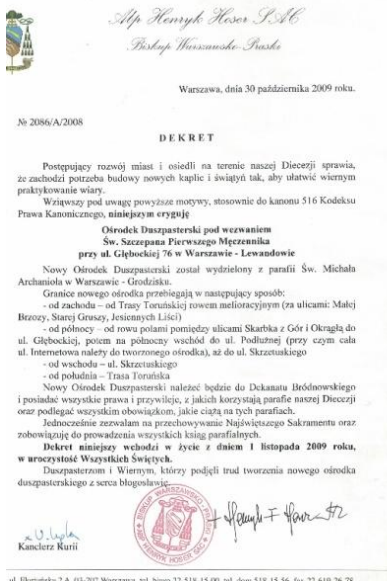 Abp Henryk Hoser SAC
Biskup Warszawsko-Praski
Warszawa, dnia 30 października 2009 roku.
№ 2086/A/2008
DEKRET
Postępujący rozwój miast i osiedli na terenie naszej Diecezji sprawia,
że zachodzi potrzeba budowy nowych kaplic i świątyń tak, aby ułatwić wiernym
praktykowanie wiary.
Wziąwszy pod uwagę powyższe motywy, stosownie do kanonu 516 Kodeksu
Prawa Kanonicznego, niniejszym eryguję
Ośrodek Duszpasterski pod wezwaniem
Św. Szczepana Pierwszego Męczennika
przy ul. Głębockiej 76 w Warszawie - Lewandowie
Nowy Ośrodek Duszpasterski został wydzielony z parafii Św. Michała
Archanioła w Warszawie - Grodzisku.
Granice nowego ośrodka przebiegają w następujący sposób:
- od zachodu – od Trasy Toruńskiej rowem melioracyjnym (za ulicami: Małej
Brzozy, Starej Gruszy, Jesiennych Liści)
- od północy - od rowu polami pomiędzy ulicami Skarbka z Gór i Okrągłą do
ul. Głębockiej, potem na północny wschód do ul. Podłużnej (przy czym cała
ul. Internetowa należy do tworzonego ośrodka), aż do ul. Skrzetuskiego
- od wschodu – ul. Skrzetuskiego
- od południa – Trasa Toruńska
Nowy Ośrodek Duszpasterski należeć będzie do Dekanatu Bródnowskiego
i posiadać wszystkie prawa i przywileje, z jakich korzystają parafie naszej Diecezji
oraz podlegać wszystkim obowiązkom, jakie ciążą na tych parafiach.
Jednocześnie zezwalam na przechowywanie Najświętszego Sakramentu oraz
zobowiązuję do prowadzenia wszystkich ksiąg parafialnych.
Dekret niniejszy wchodzi w życie z dniem 1 listopada 2009 roku,
w uroczystość Wszystkich Świętych.
Duszpasterzom i Wiernym, którzy podjęli trud tworzenia nowego ośrodka
duszpasterskiego z serca błogosławię.
Kanclerz Kurii